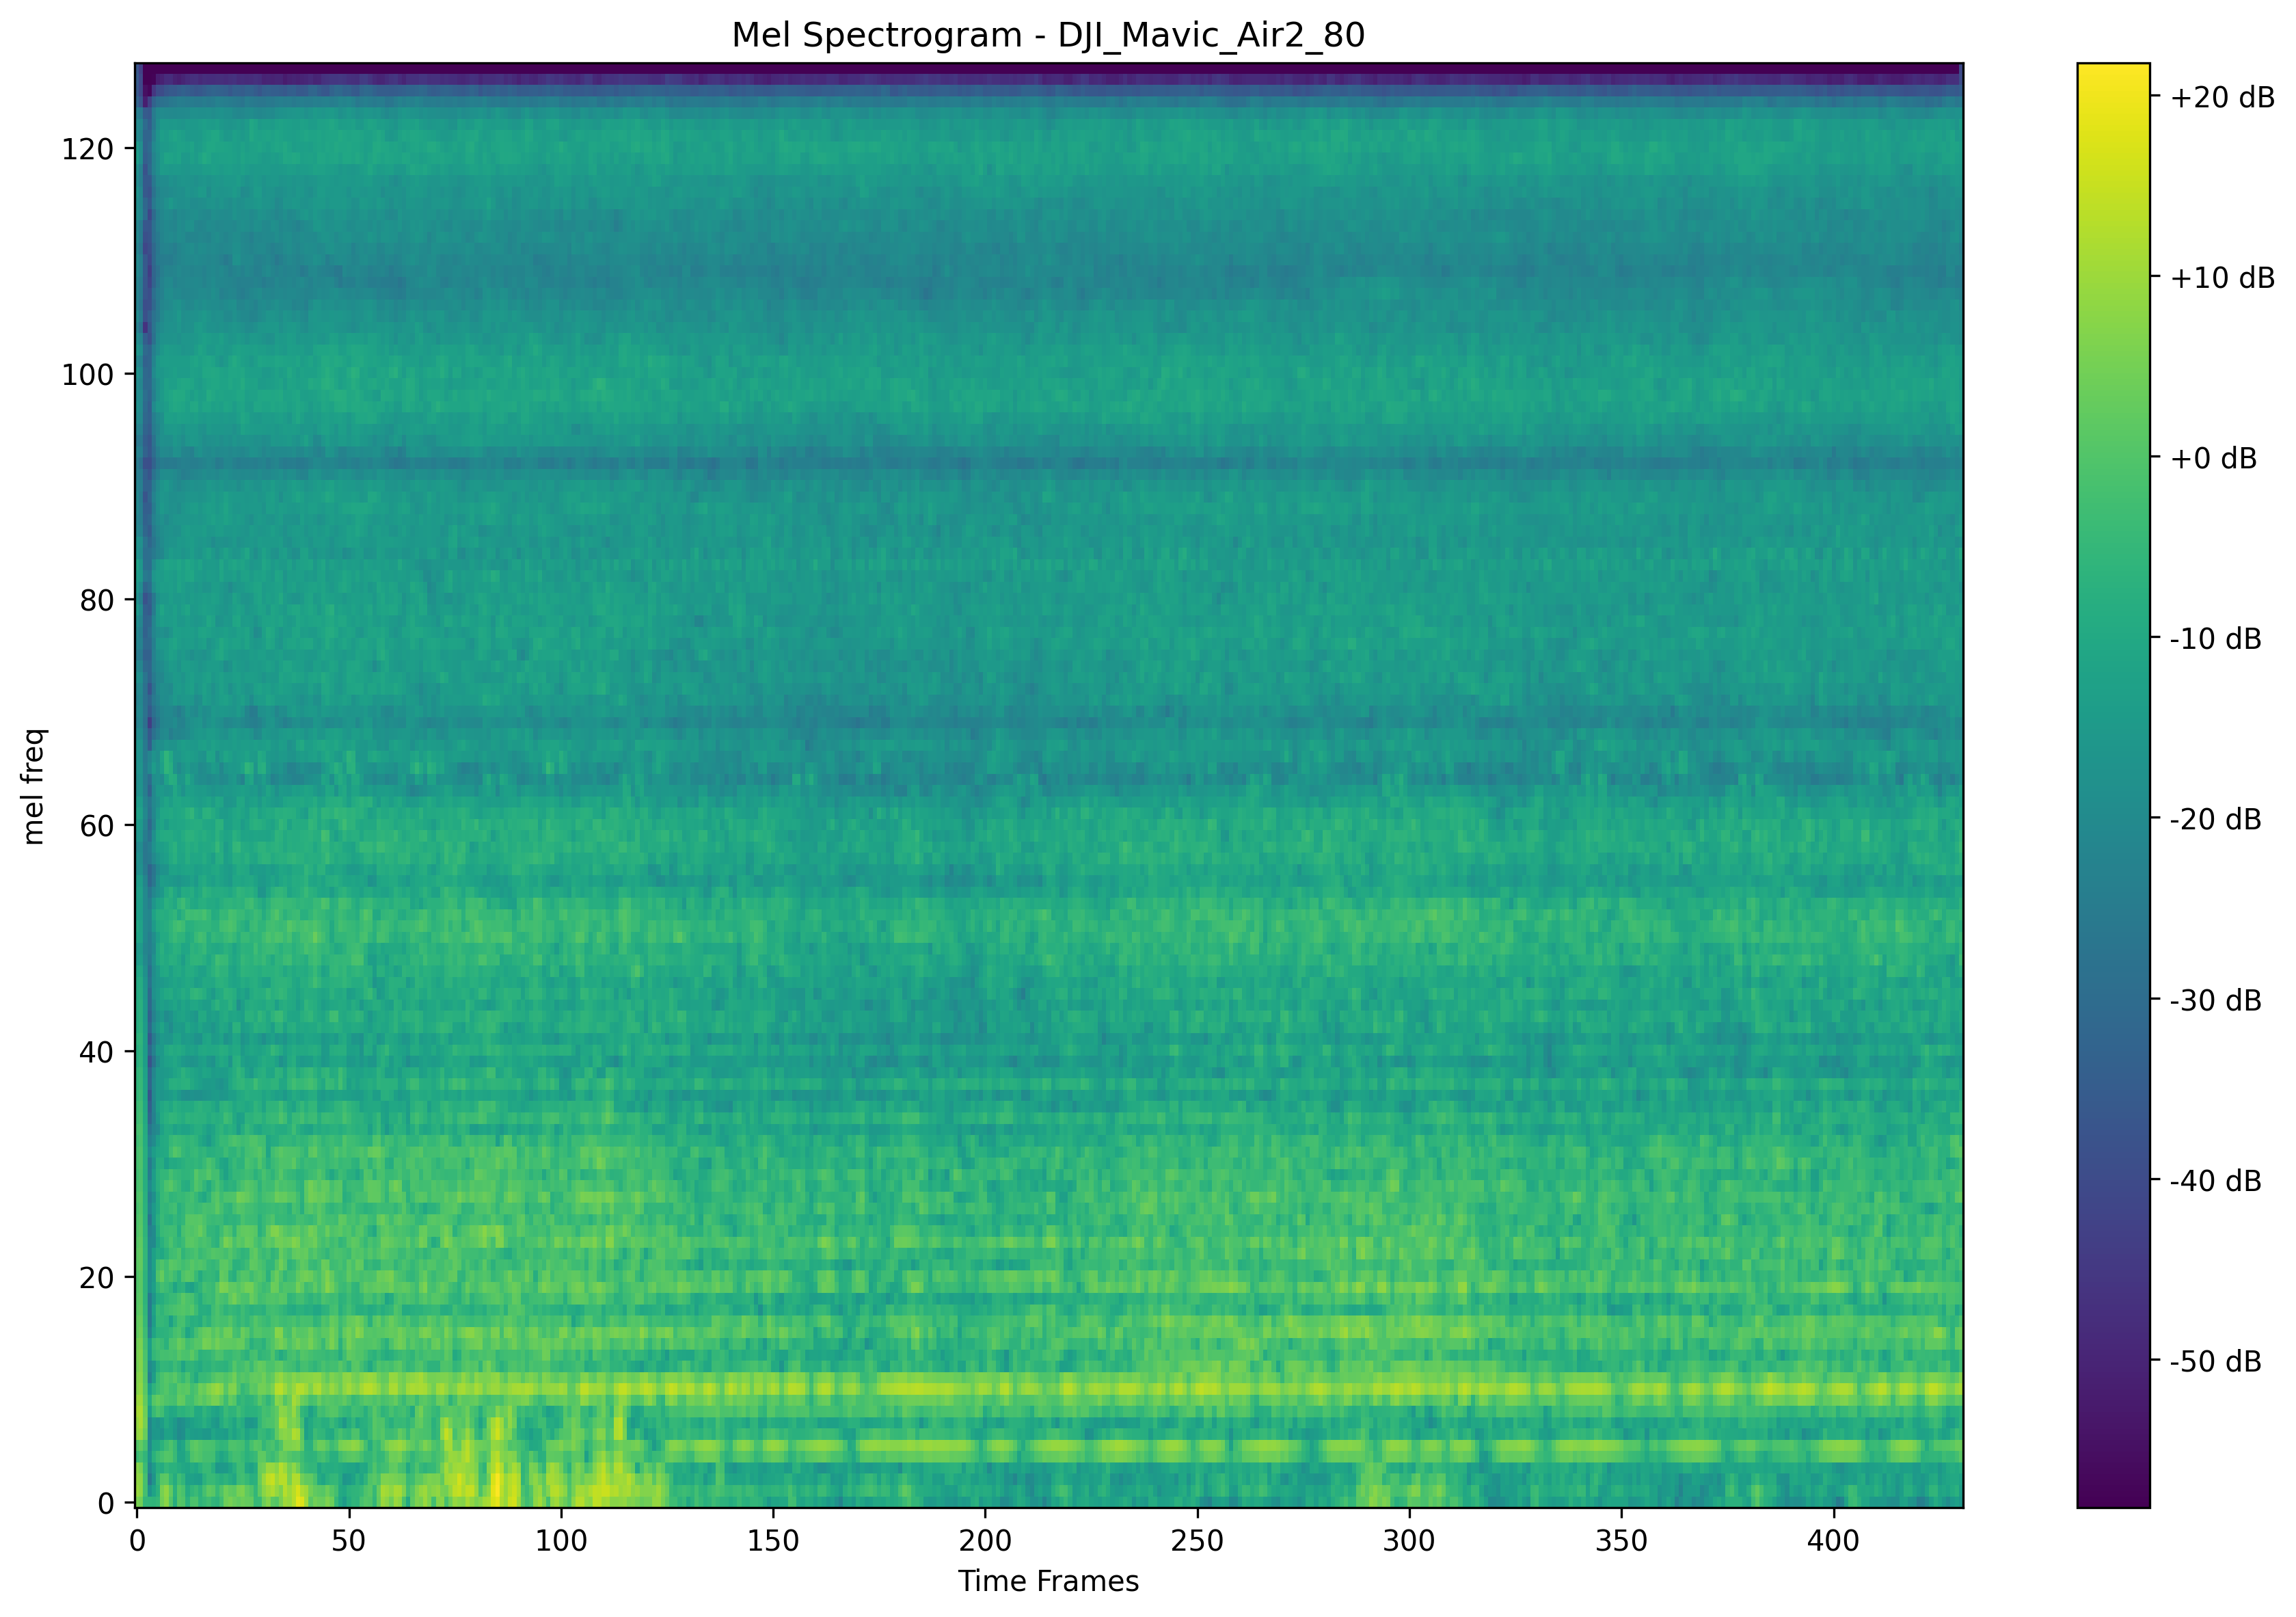 Mel Spectrogram - DJI_Mavic_Air2_80
mel freq
120
100
80
60
40
20
0
0 50 100 150 200 250 300 350 400
Time Frames
+20 dB
+10 dB
+0 dB
-10 dB
-20 dB
-30 dB
-40 dB
-50 dB